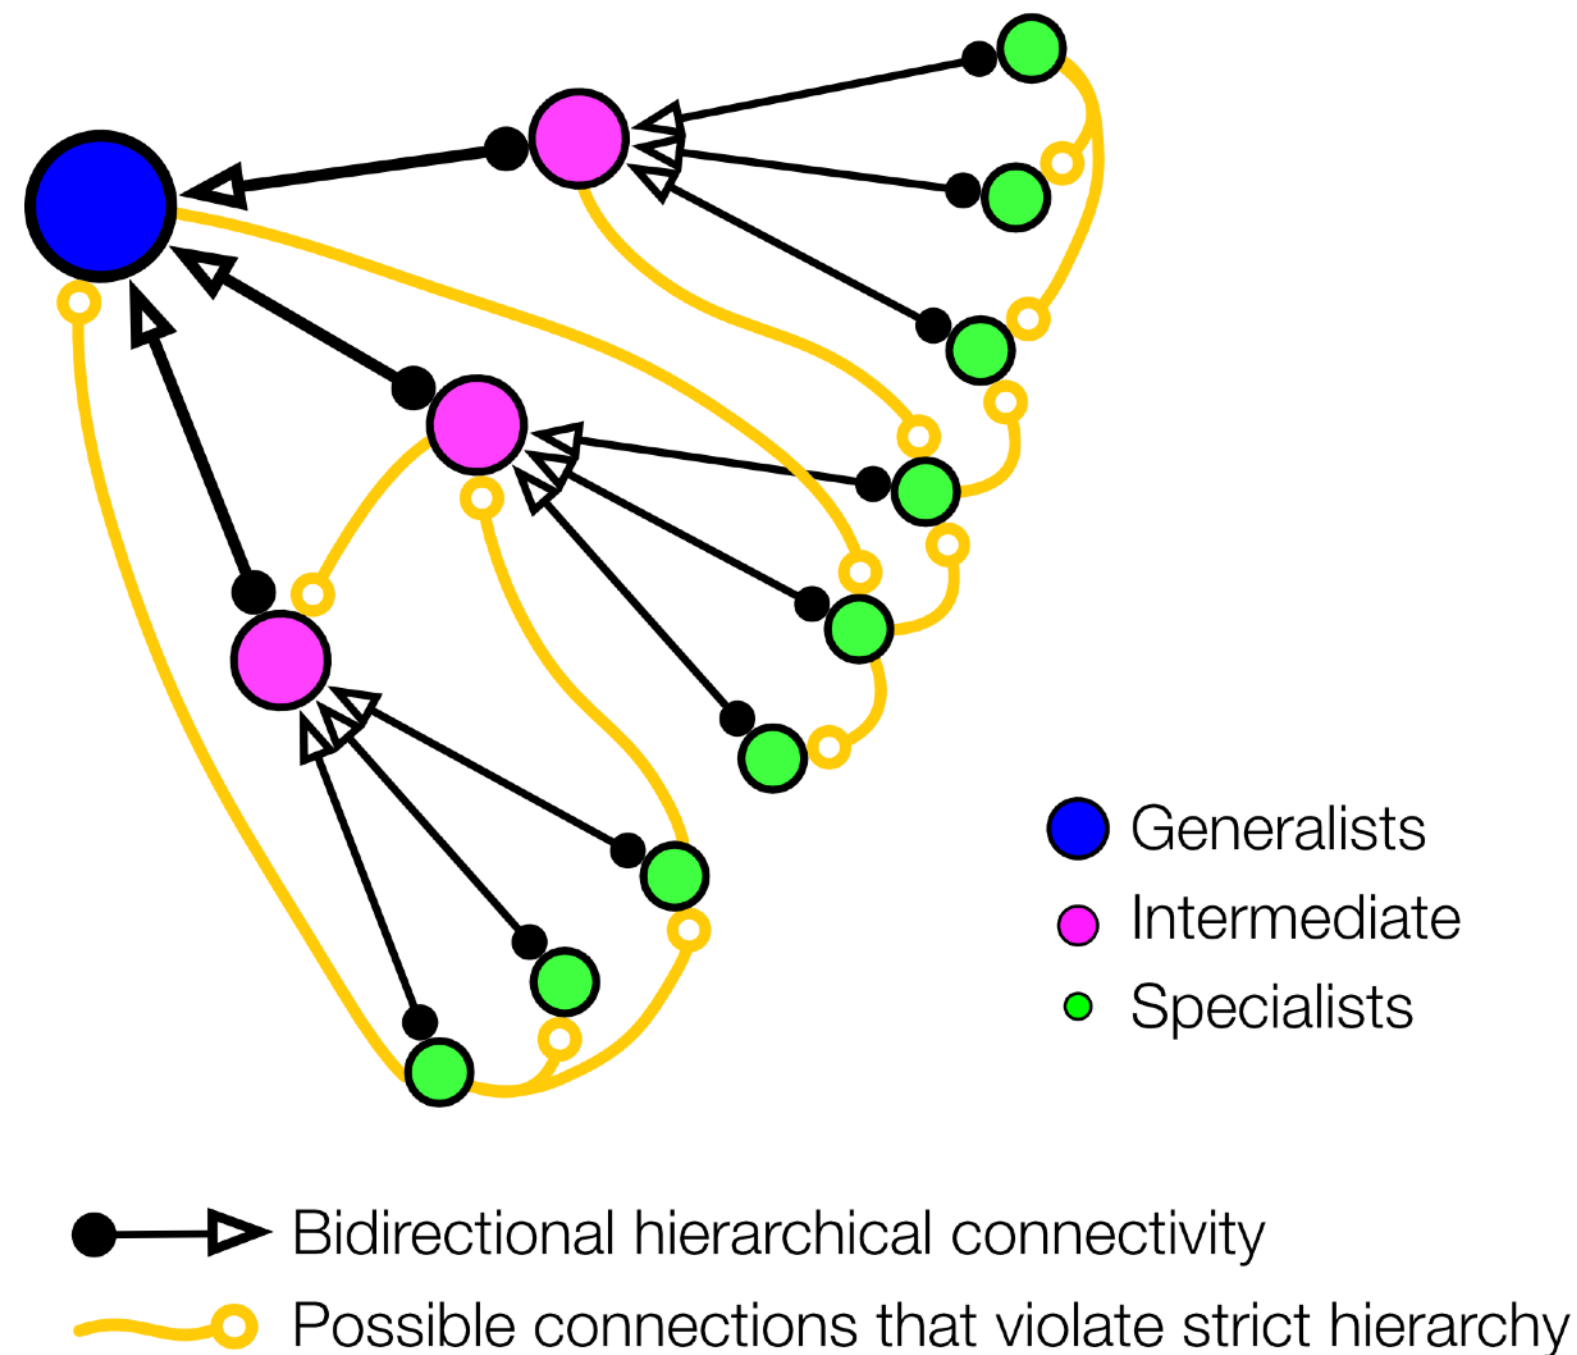 Generalists
Intermediate
Specialists
Bidirectional hierarchical connectivity
Possible connections that violate strict hierarchy